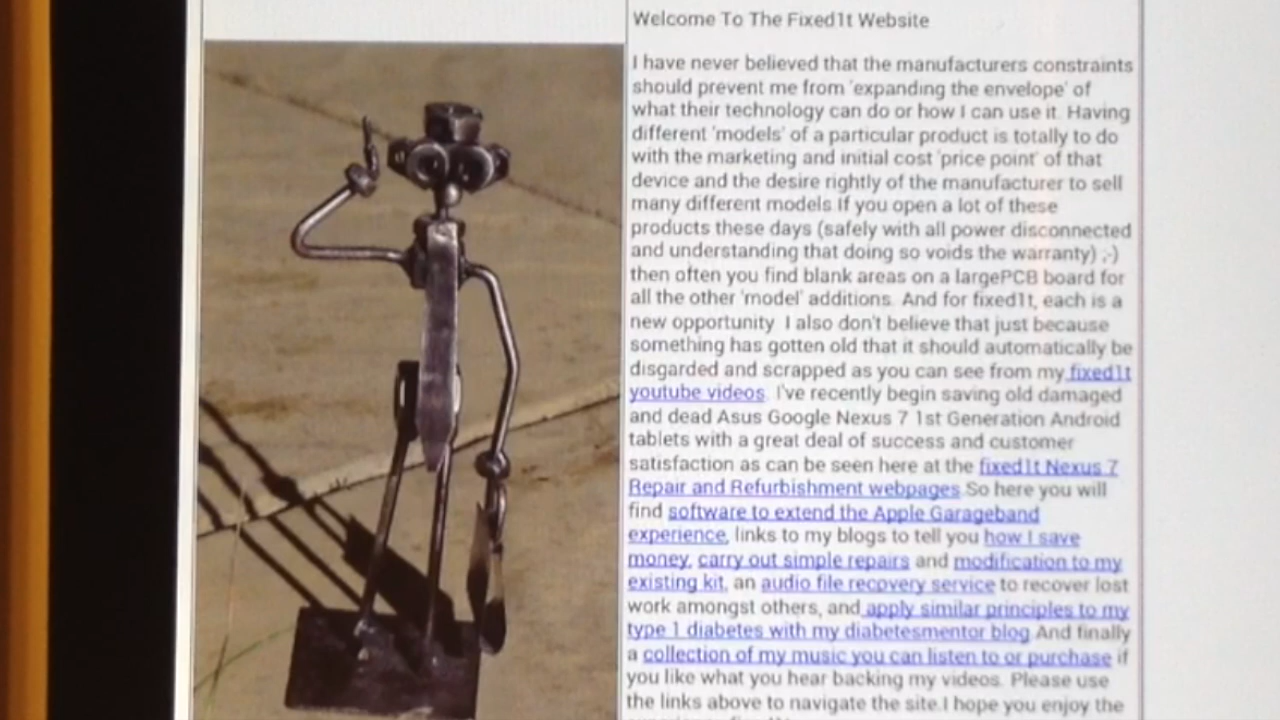 Welcome To The Fixed1t Website
I have never believed that the manufacturers constraints
should prevent me from 'expanding the envelope' of
what their technology can do or how I can use it. Having
different 'models' of a particular product is totally to do
with the marketing and initial cost 'price point' of that
device and the desire rightly of the manufacturer to sell
many different models.If you open a lot of these
products these days (safely with all power disconnected
and understanding that doing so voids the warranty) ;-)
then often you find blank areas on a largePCB board for
all the other 'model' additions. And for fixed1t, each is a
new opportunity. I also don't believe that just because
something has gotten old that it should automatically be
disgarded and scrapped as you can see from my fixed1t
youtube videos. I've recently begin saving old damaged
and dead Asus Google Nexus 7 1st Generation Android
tablets with a great deal of success and customer
satisfaction as can be seen here at the fixed1t Nexus 7
Repair and Refurbishment webpages.So here you will
find software to extend the Apple Garageband
experience, links to my blogs to tell you how I save
money, carry out simple repairs and modification to my
existing kit, an audio file recovery service to recover lost
work amongst others, and apply similar principles to my
type 1 diabetes with my diabetesmentor blog.And finally
a collection of my music you can listen to or purchase if
you like what you hear backing my videos. Please use
the links above to navigate the site.I hope you enjoy the